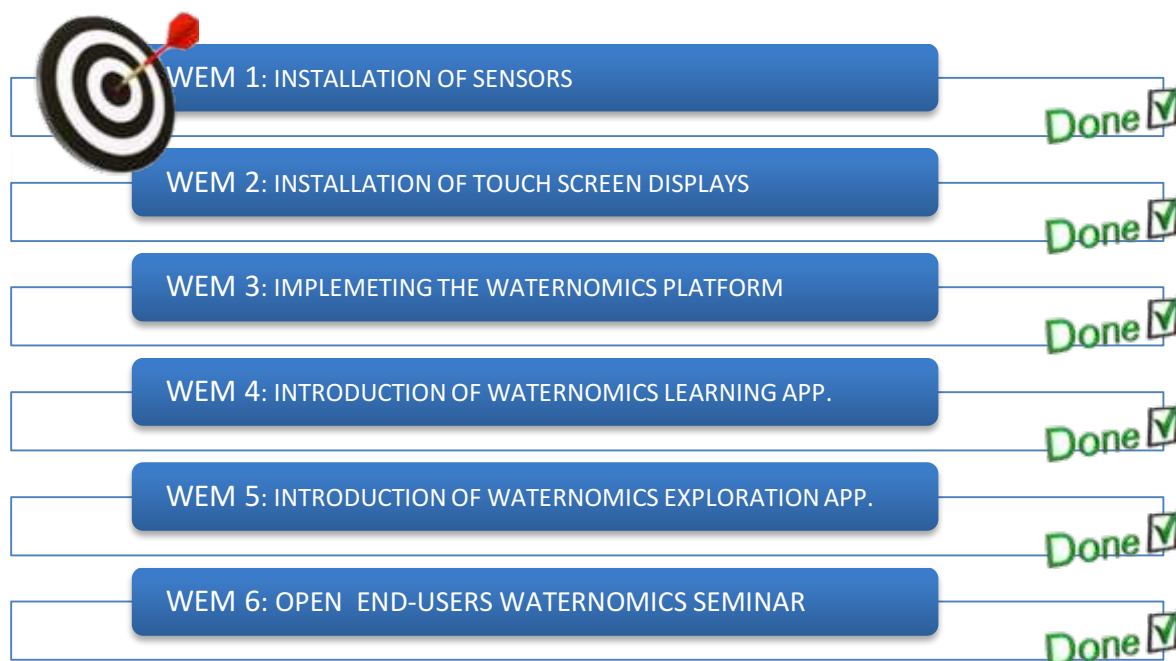 WEM 1: INSTALLATION OF SENSORS
Done
WEM 2: INSTALLATION OF TOUCH SCREEN DISPLAYS
Done
WEM 3: IMPLEMETING THE WATERNOMICS PLATFORM
Done
WEM 4: INTRODUCTION OF WATERNOMICS LEARNING APP.
Done
WEM 5: INTRODUCTION OF WATERNOMICS EXPLORATION APP.
Done
WEM 6: OPEN END-USERS WATERNOMICS SEMINAR
Done